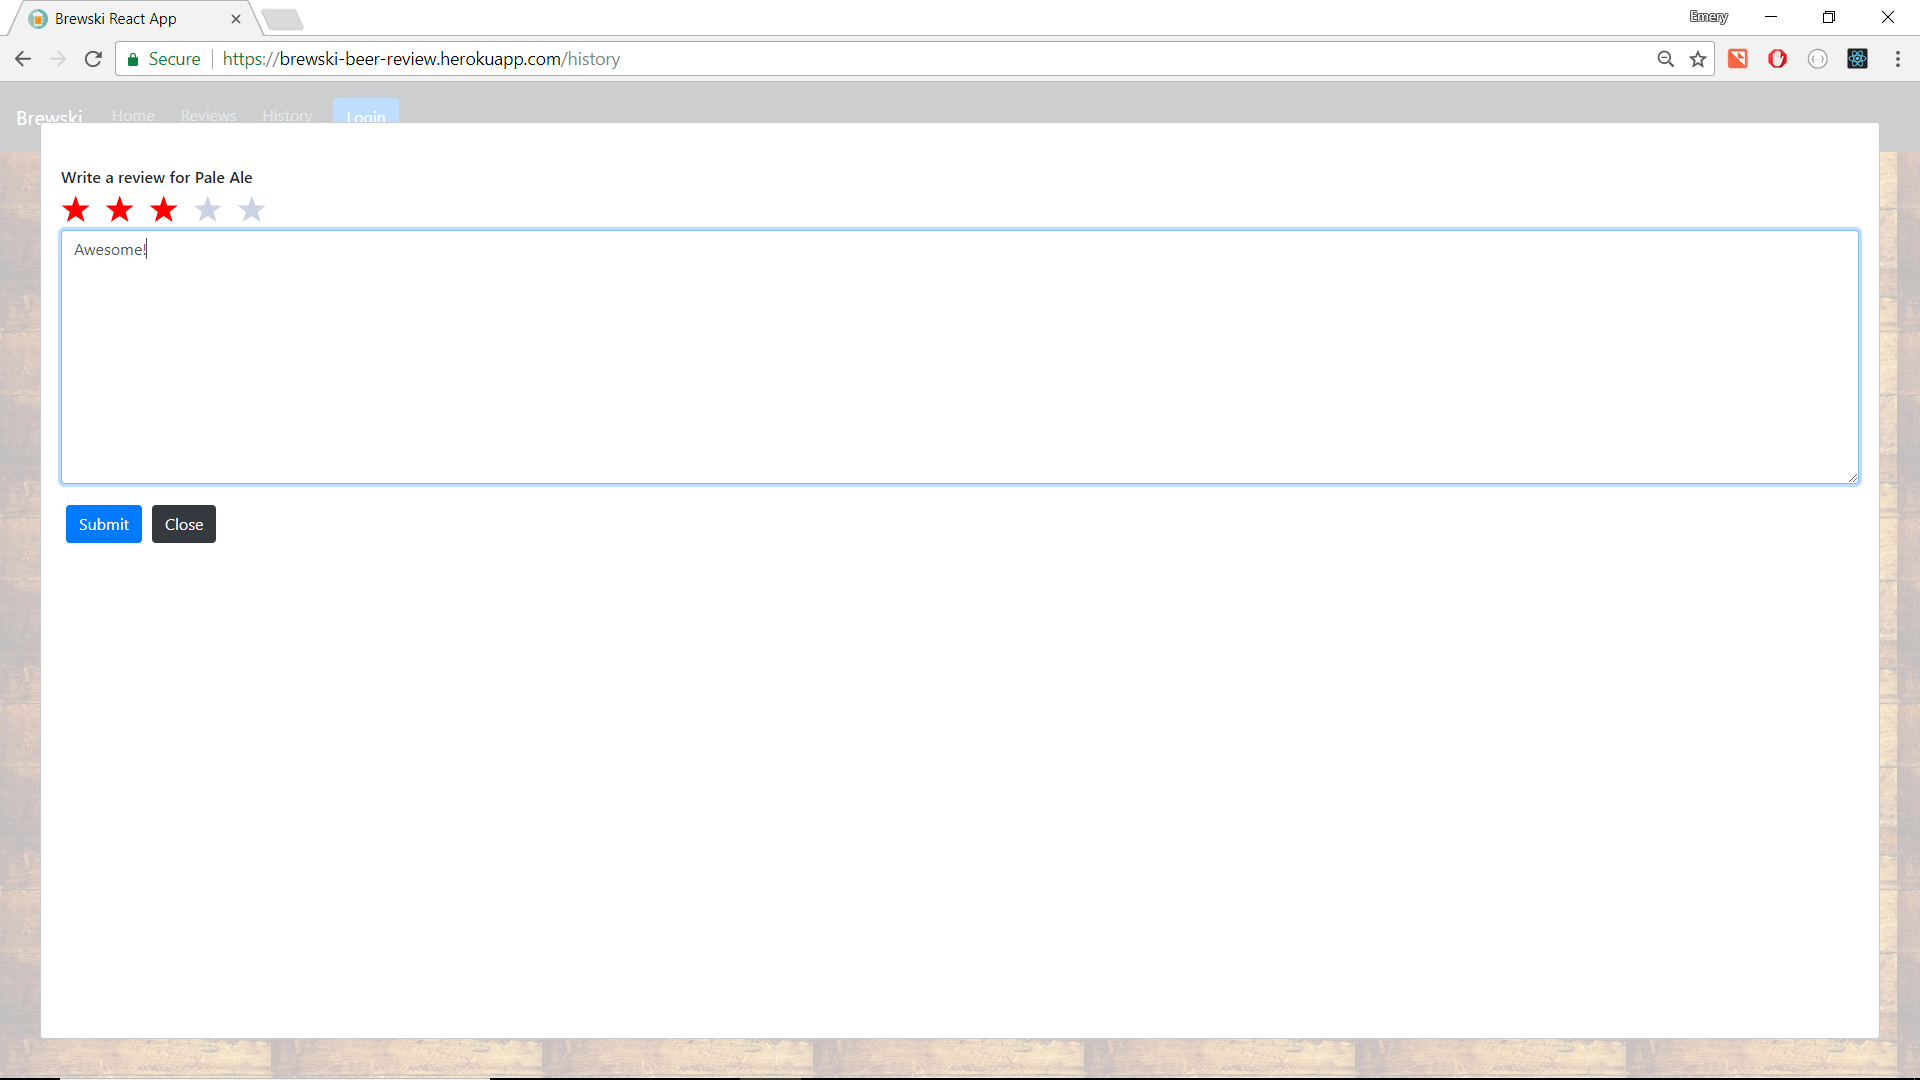 Brewski React App
Emery
Secure https://brewski-beer-review.herokuapp.com/history
Brewski Home Reviews History Login
Write a review for Pale Ale
Awesome!
Submit Close